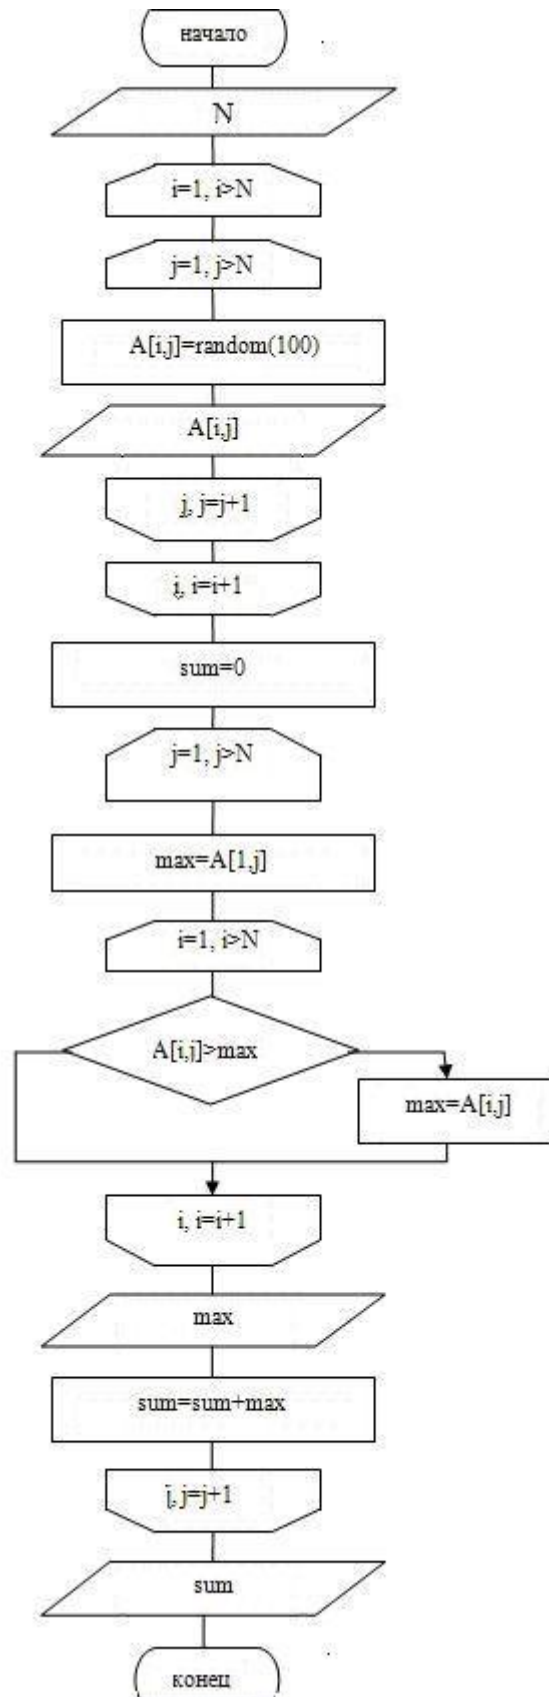 начало
N
i=1, i>N
j=1, j>N
A[i,j]=random(100)
A[i,j]
j, j=j+1
i, i=i+1
sum=0
j=1, j>N
max=A[1,j]
i=1, i>N
A[i,j]>max
max=A[i,j]
i, i=i+1
max
sum=sum+max
j, j=j+1
sum
конец